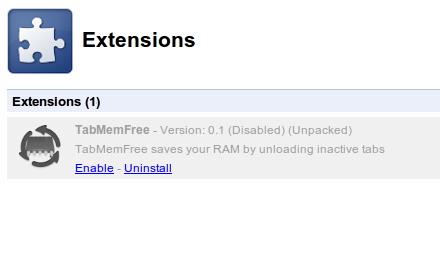 Extensions
Extensions (1)
TabMemFree - Version: 0.1 (Disabled) (Unpacked)
TabMemFree saves your RAM by unloading inactive tabs
Enable - Uninstall